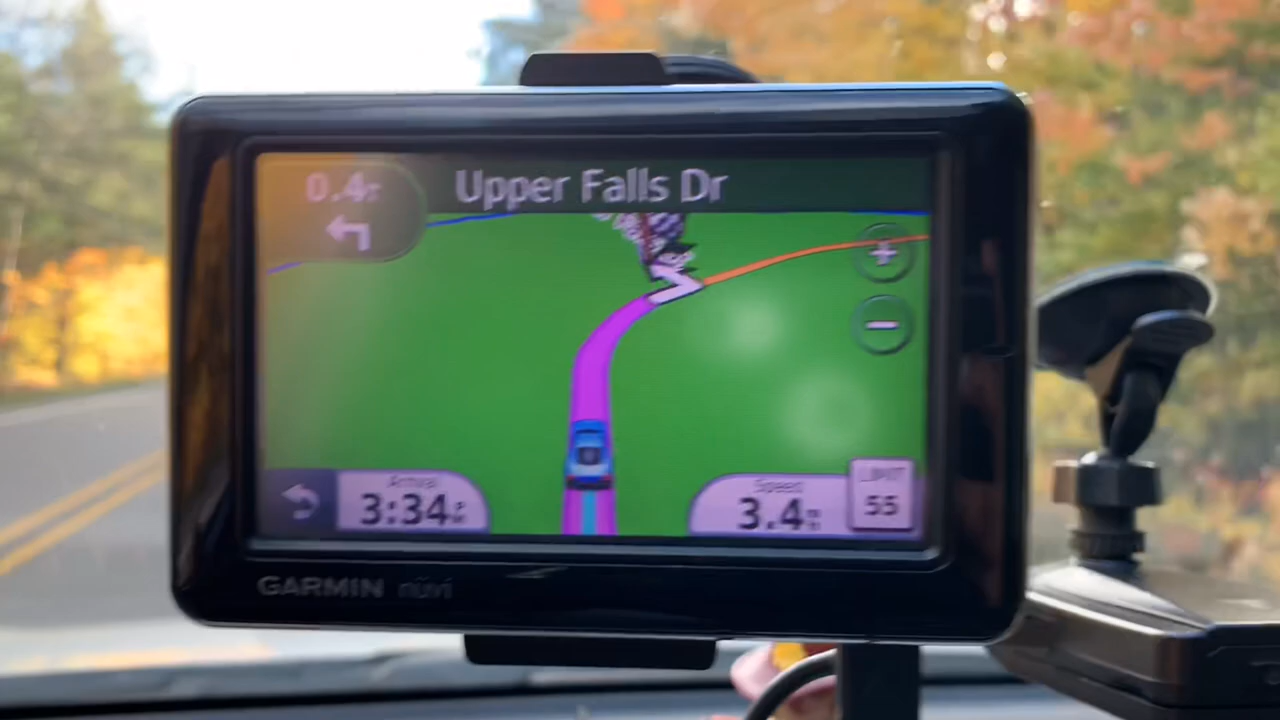 0.4
Upper Falls Dr
Arrival
3:34
Speed
3.4
LIMIT
55
GARMIN nüvi